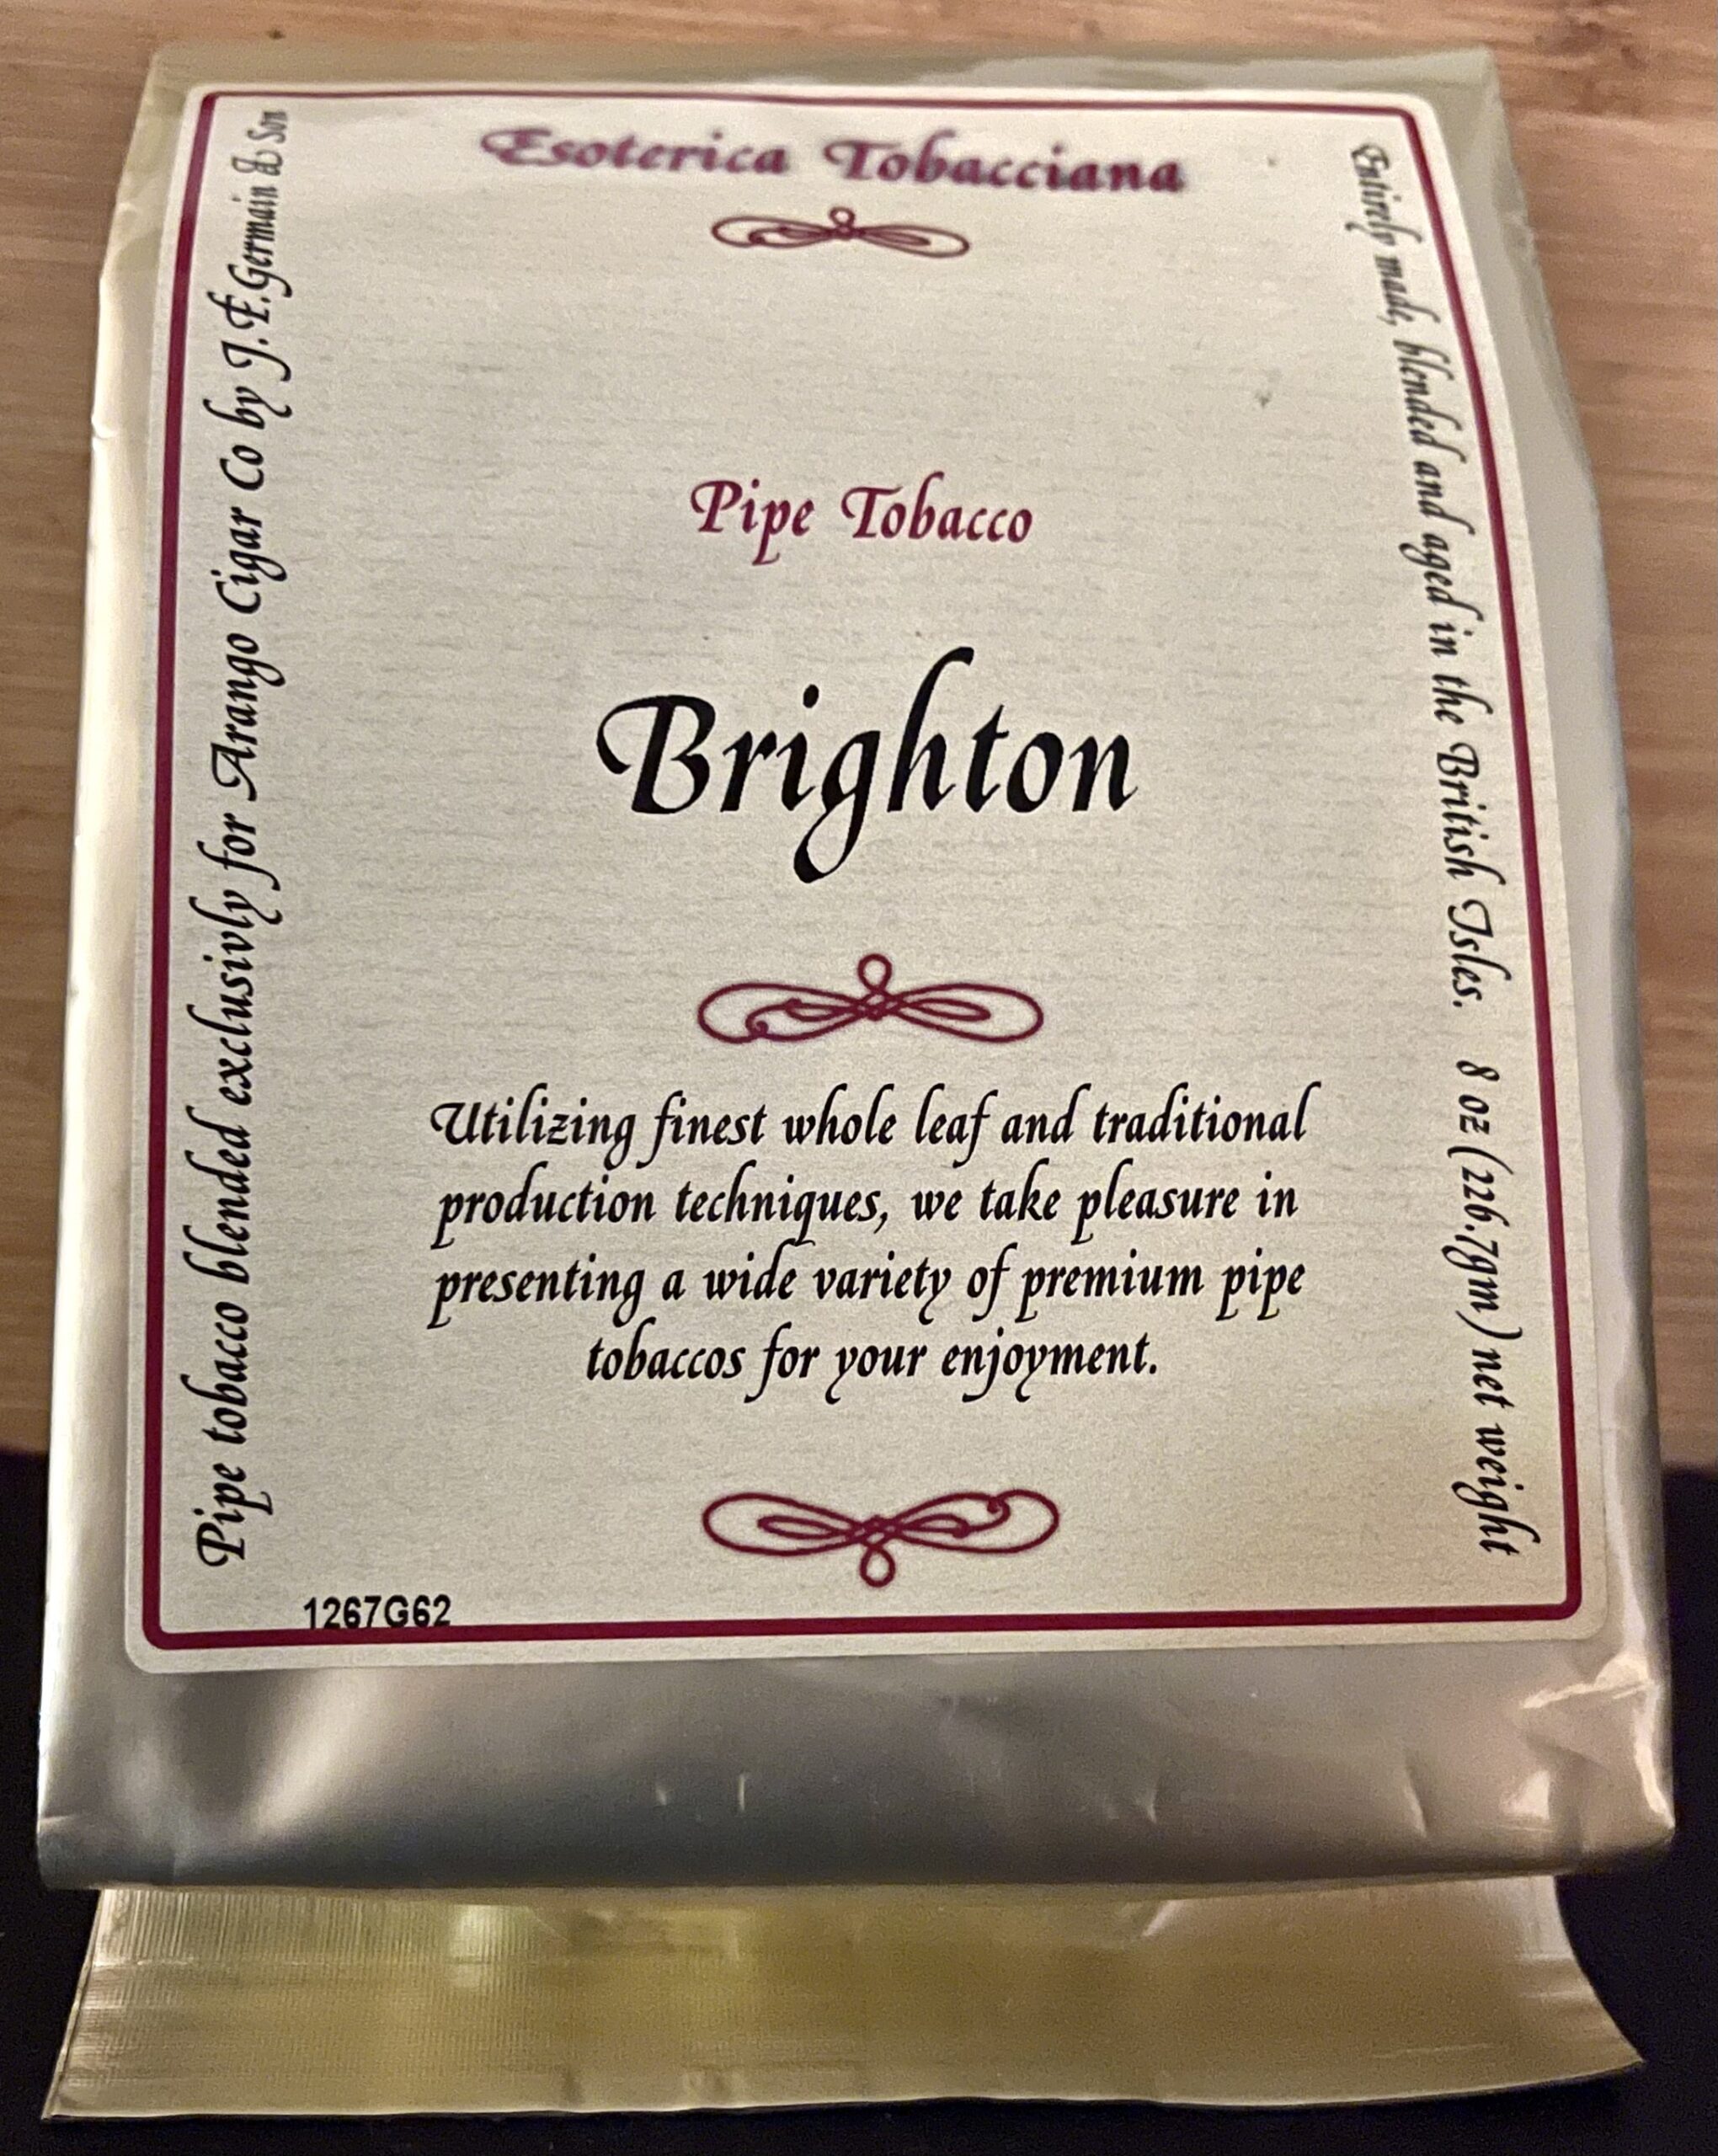 Esoterica Tobacciana
Pipe Tobacco
Brighton
Utilizing finest whole leaf and traditional
production techniques, we take pleasure in
presenting a wide variety of premium pipe
tobaccos for your enjoyment.
Pipe tobacco blended exclusivly for Arango Cigar Co by J.F.Germain & Son
Entirely made, blended and aged in the British Isles. 8 oz (226.7gm) net weight
1267G62